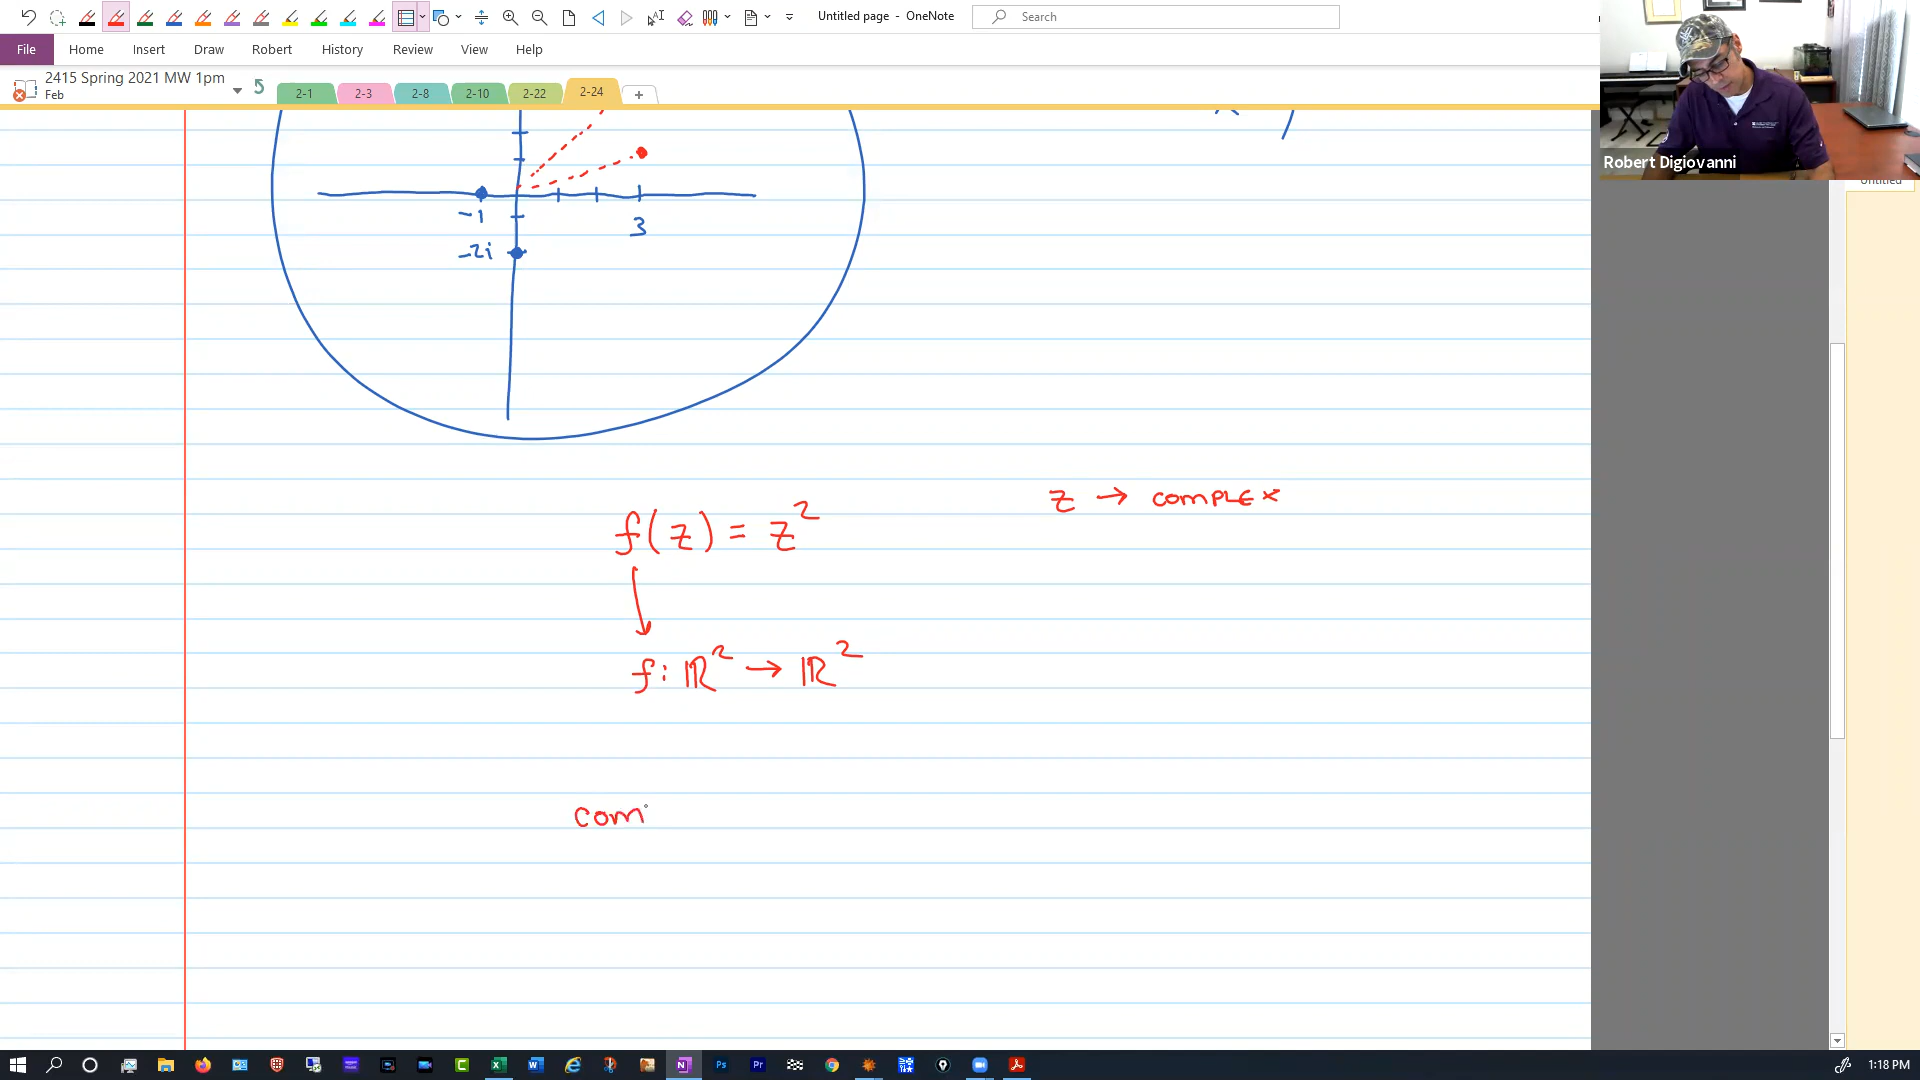 Untitled page - OneNote
Search
File Home Insert Draw Robert History Review View Help
2415 Spring 2021 MW 1pm
Feb
2-1 2-3 2-8 2-10 2-22 2-24 +
Robert Digiovanni
Untitled
-1
3
-2i
z → complex
f(z) = z²
f: ℝ² → ℝ²
com
1:18 PM